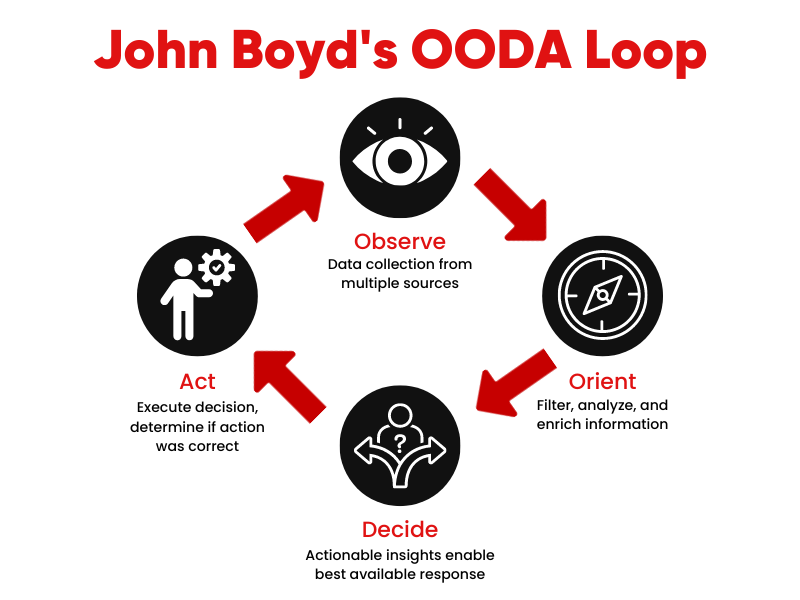 John Boyd's OODA Loop
Observe
Data collection from
multiple sources
Orient
Filter, analyze, and
enrich information
?
Decide
Actionable insights enable
best available response
Act
Execute decision,
determine if action
was correct